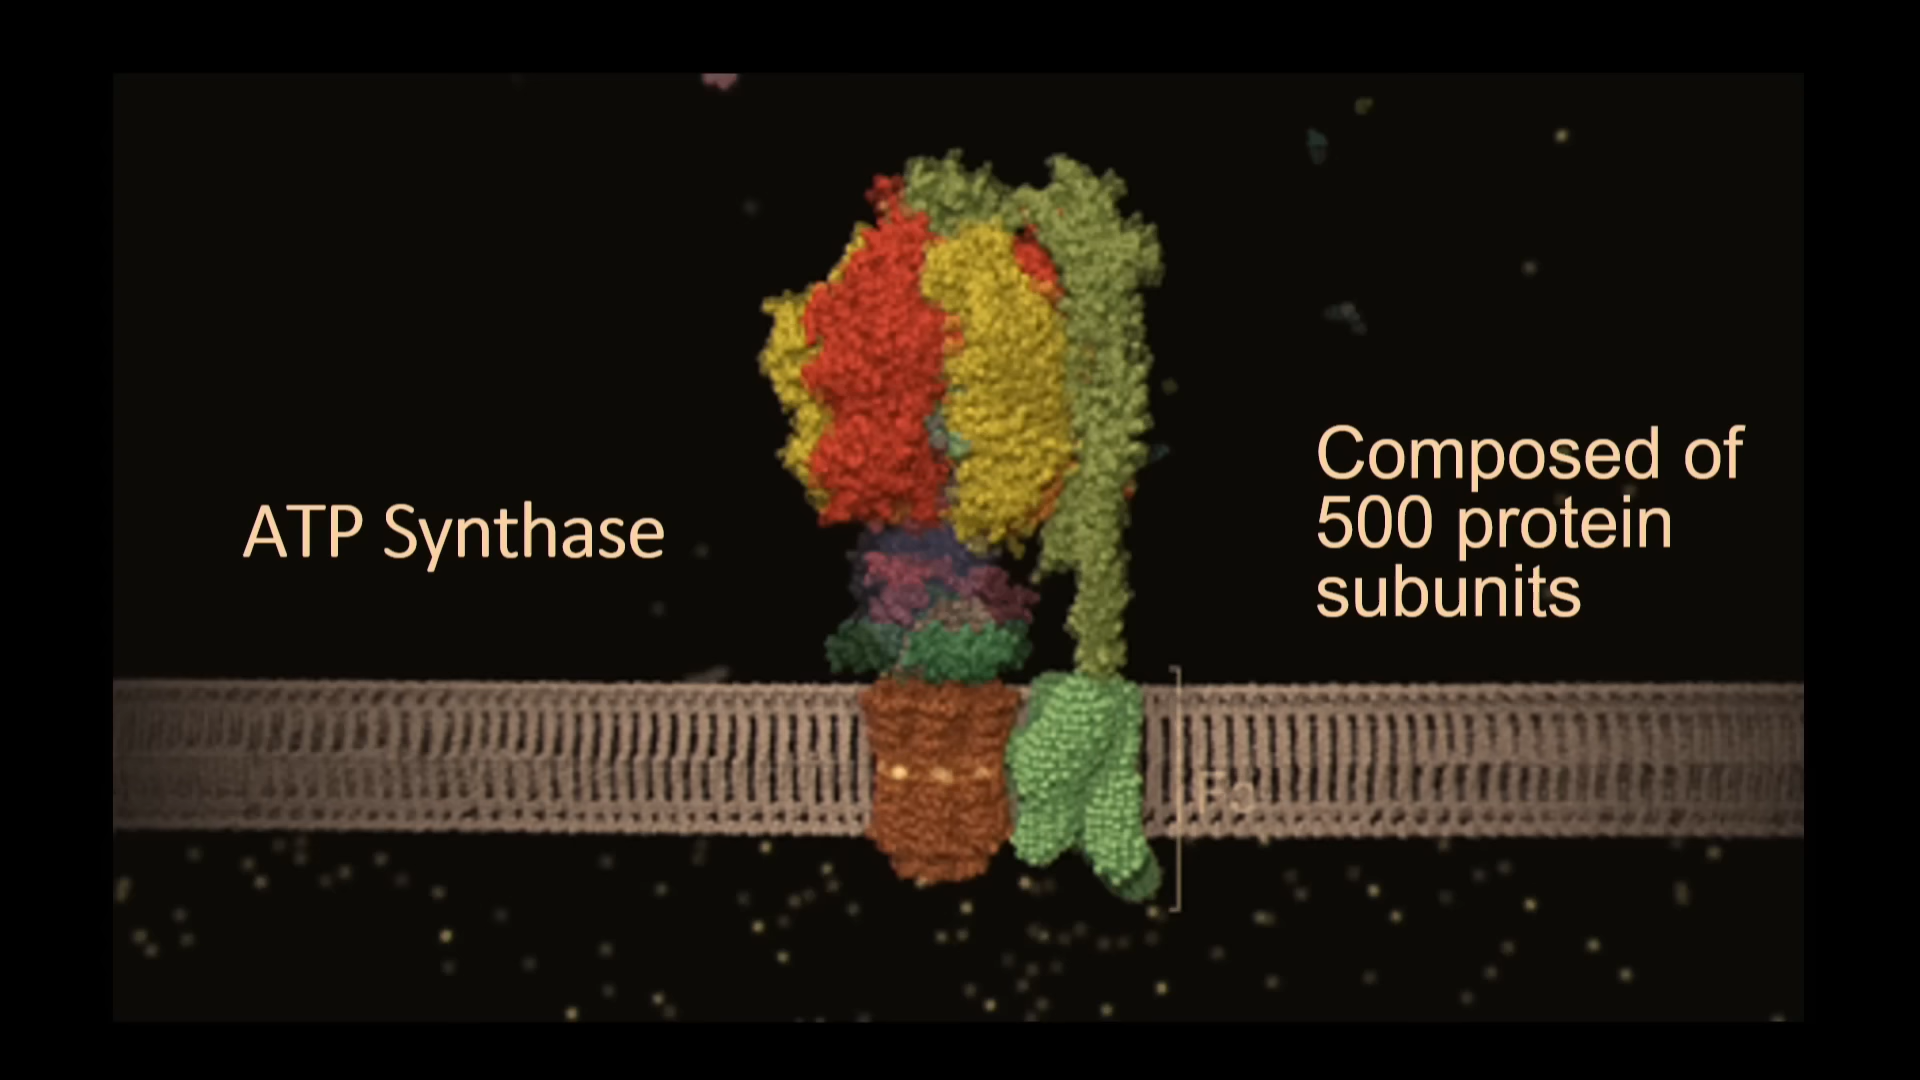 ATP Synthase
Composed of
500 protein
subunits